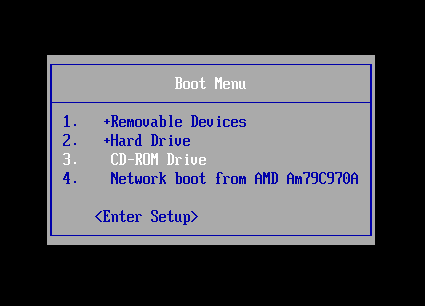 Boot Menu
1. +Removable Devices
2. +Hard Drive
3. CD-ROM Drive
4. Network boot from AMD Am79C970A
<Enter Setup>